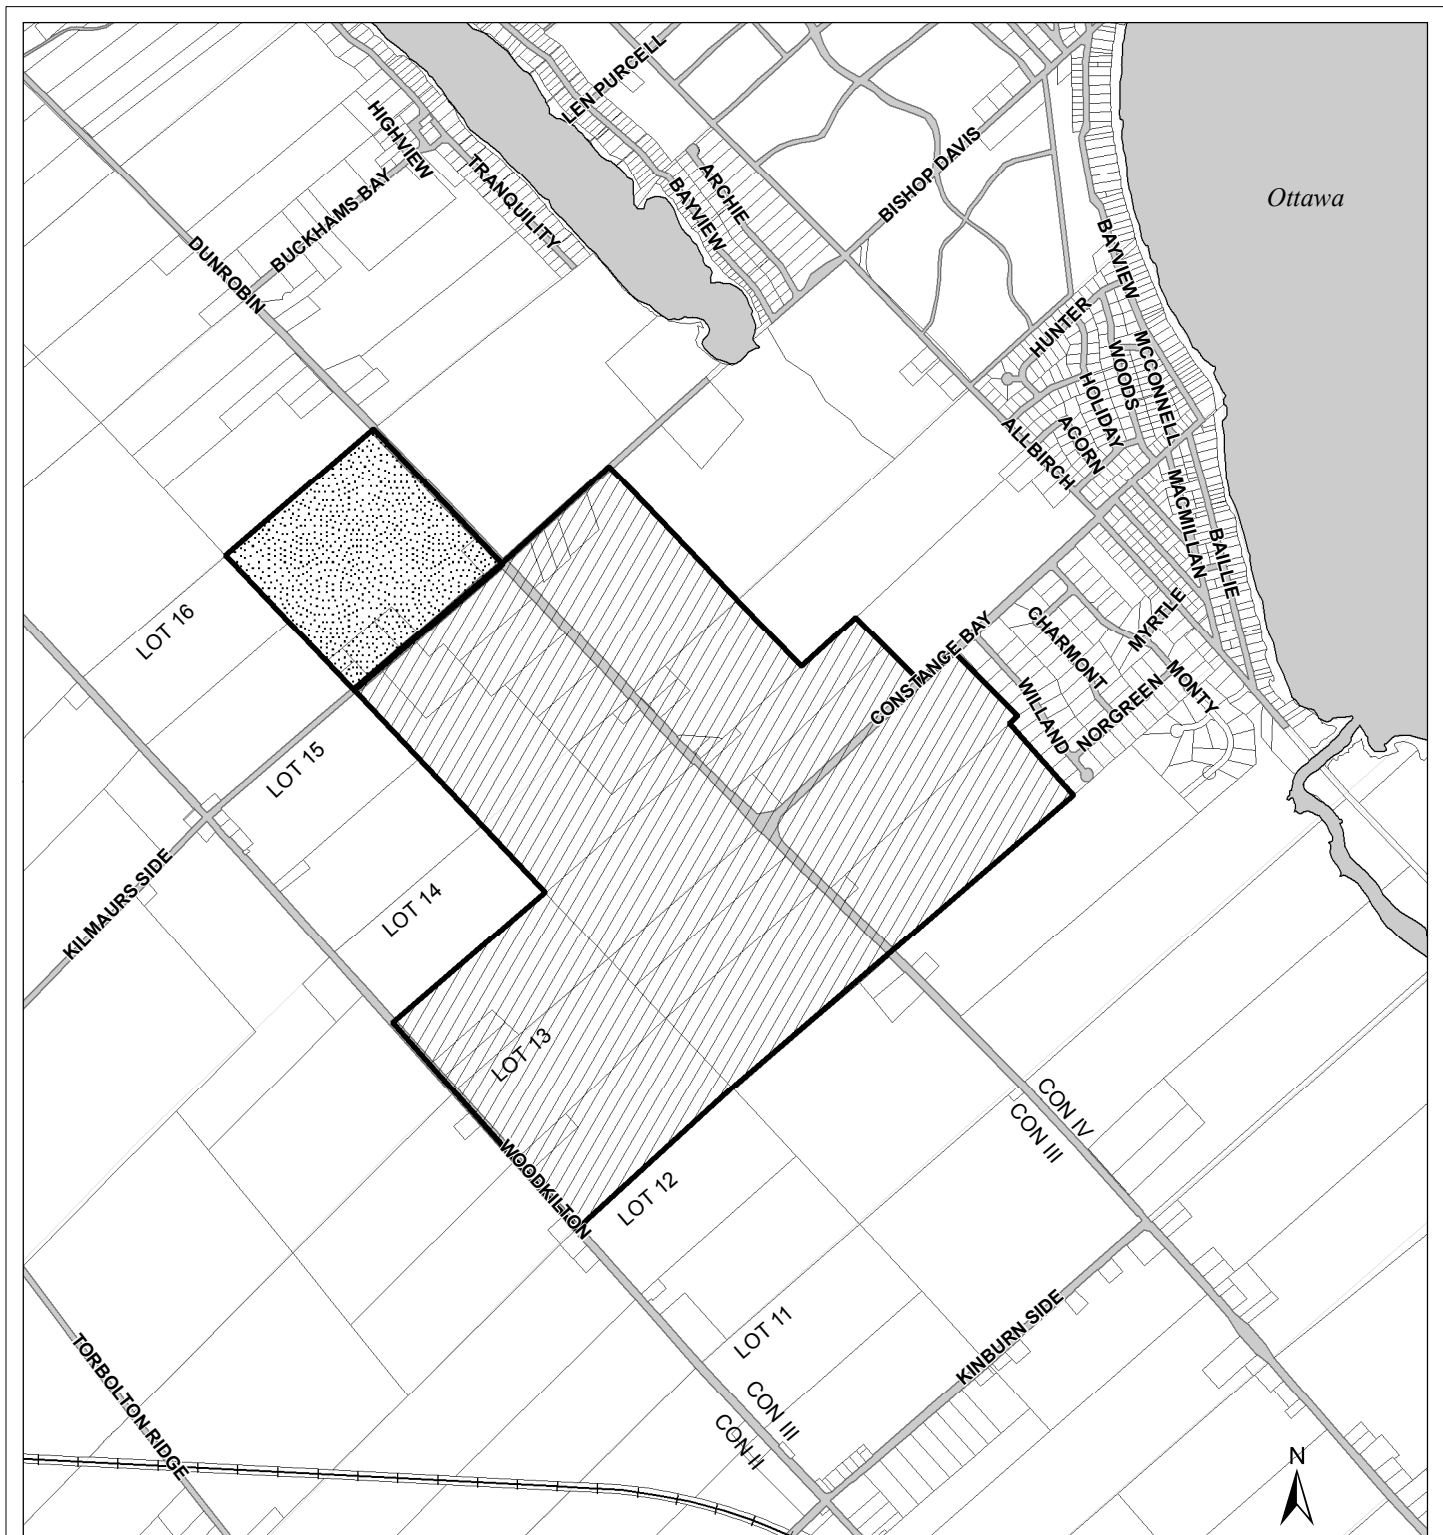 LEN PURCELL
HIGHVIEW
BISHOP DAVIS
Ottawa
TRANQUILITY
ARCHIE
BUCKHAMS BAY
BAYVIEW
DUNROBIN
BAYVIEW
HUNTER
WOODS
MCCONNELL
HOLIDAY
ACORN
ALLBIRCH
MACMILLAN
BAILLIE
LOT 16
CONSTANCE BAY
CHARMONT
MYRTLE
MONTY
WILLAND
NORGREEN
LOT 15
KILMAURS SIDE
LOT 14
LOT 13
CON IV
CON III
WOODKILTON
LOT 12
LOT 11
KINBURN SIDE
TORBOLTON RIDGE
CON III
CON II
N